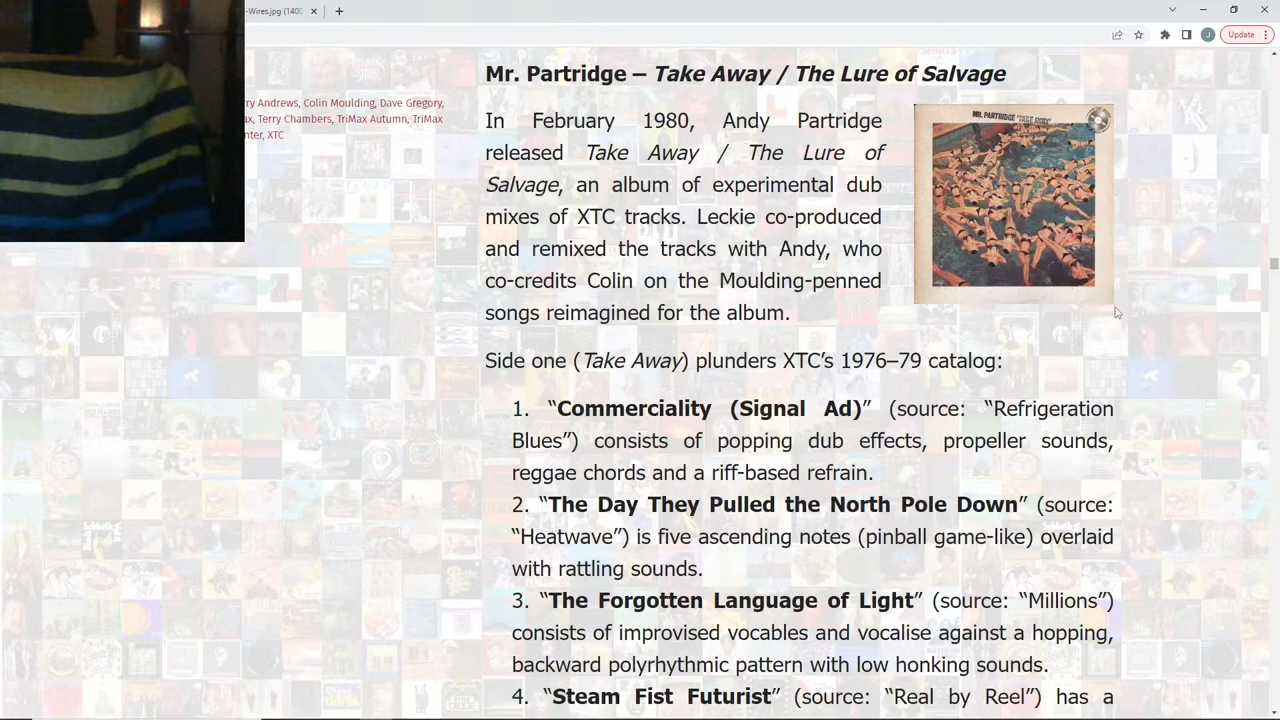 -Wires.jpg (1400
Update
J
Mr. Partridge – Take Away / The Lure of Salvage
rry Andrews, Colin Moulding, Dave Gregory,
ax, Terry Chambers, TriMax Autumn, TriMax
nter, XTC
MR. PARTRIDGE 'TAKE AWAY'
In February 1980, Andy Partridge
released Take Away / The Lure of
Salvage, an album of experimental dub
mixes of XTC tracks. Leckie co-produced
and remixed the tracks with Andy, who
co-credits Colin on the Moulding-penned
songs reimagined for the album.
Side one (Take Away) plunders XTC’s 1976–79 catalog:
1. “Commerciality (Signal Ad)” (source: “Refrigeration
Blues”) consists of popping dub effects, propeller sounds,
reggae chords and a riff-based refrain.
2. “The Day They Pulled the North Pole Down” (source:
“Heatwave”) is five ascending notes (pinball game-like) overlaid
with rattling sounds.
3. “The Forgotten Language of Light” (source: “Millions”)
consists of improvised vocables and vocalise against a hopping,
backward polyrhythmic pattern with low honking sounds.
4. “Steam Fist Futurist” (source: “Real by Reel”) has a